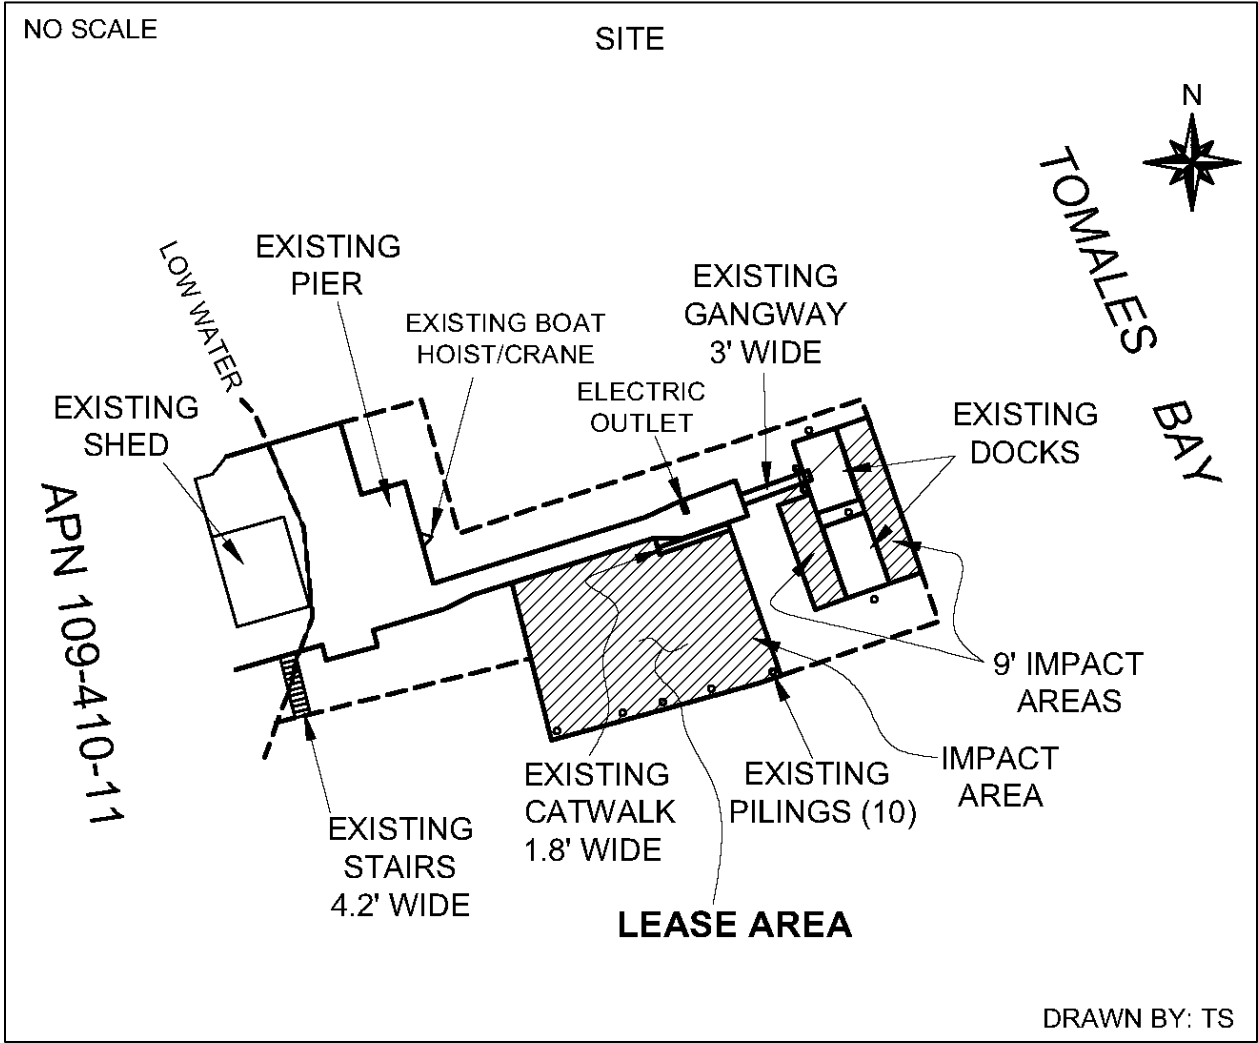 NO SCALE
SITE
N
TOMALES BAY
LOW WATER
EXISTING
PIER
EXISTING BOAT
HOIST/CRANE
EXISTING
GANGWAY
3' WIDE
ELECTRIC
OUTLET
EXISTING
SHED
EXISTING
DOCKS
APN 109-410-11
9' IMPACT
AREAS
IMPACT
AREA
EXISTING
PILINGS (10)
EXISTING
CATWALK
1.8' WIDE
EXISTING
STAIRS
4.2' WIDE
LEASE AREA
DRAWN BY: TS